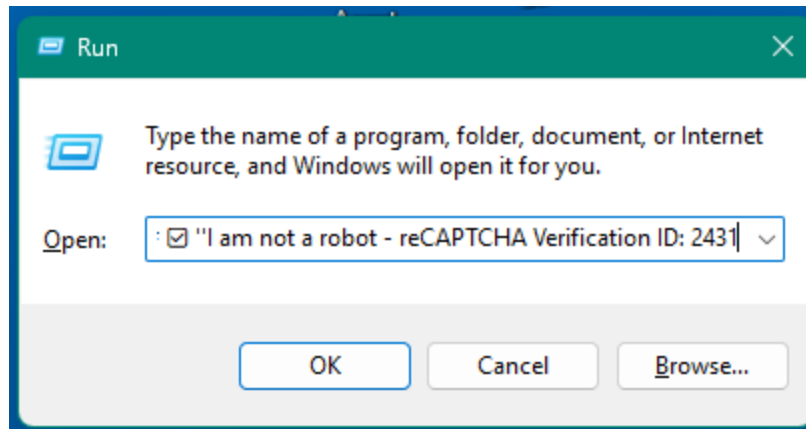 Run
Type the name of a program, folder, document, or Internet
resource, and Windows will open it for you.
Open:
: ☑ ''I am not a robot - reCAPTCHA Verification ID: 2431
OK
Cancel
Browse...